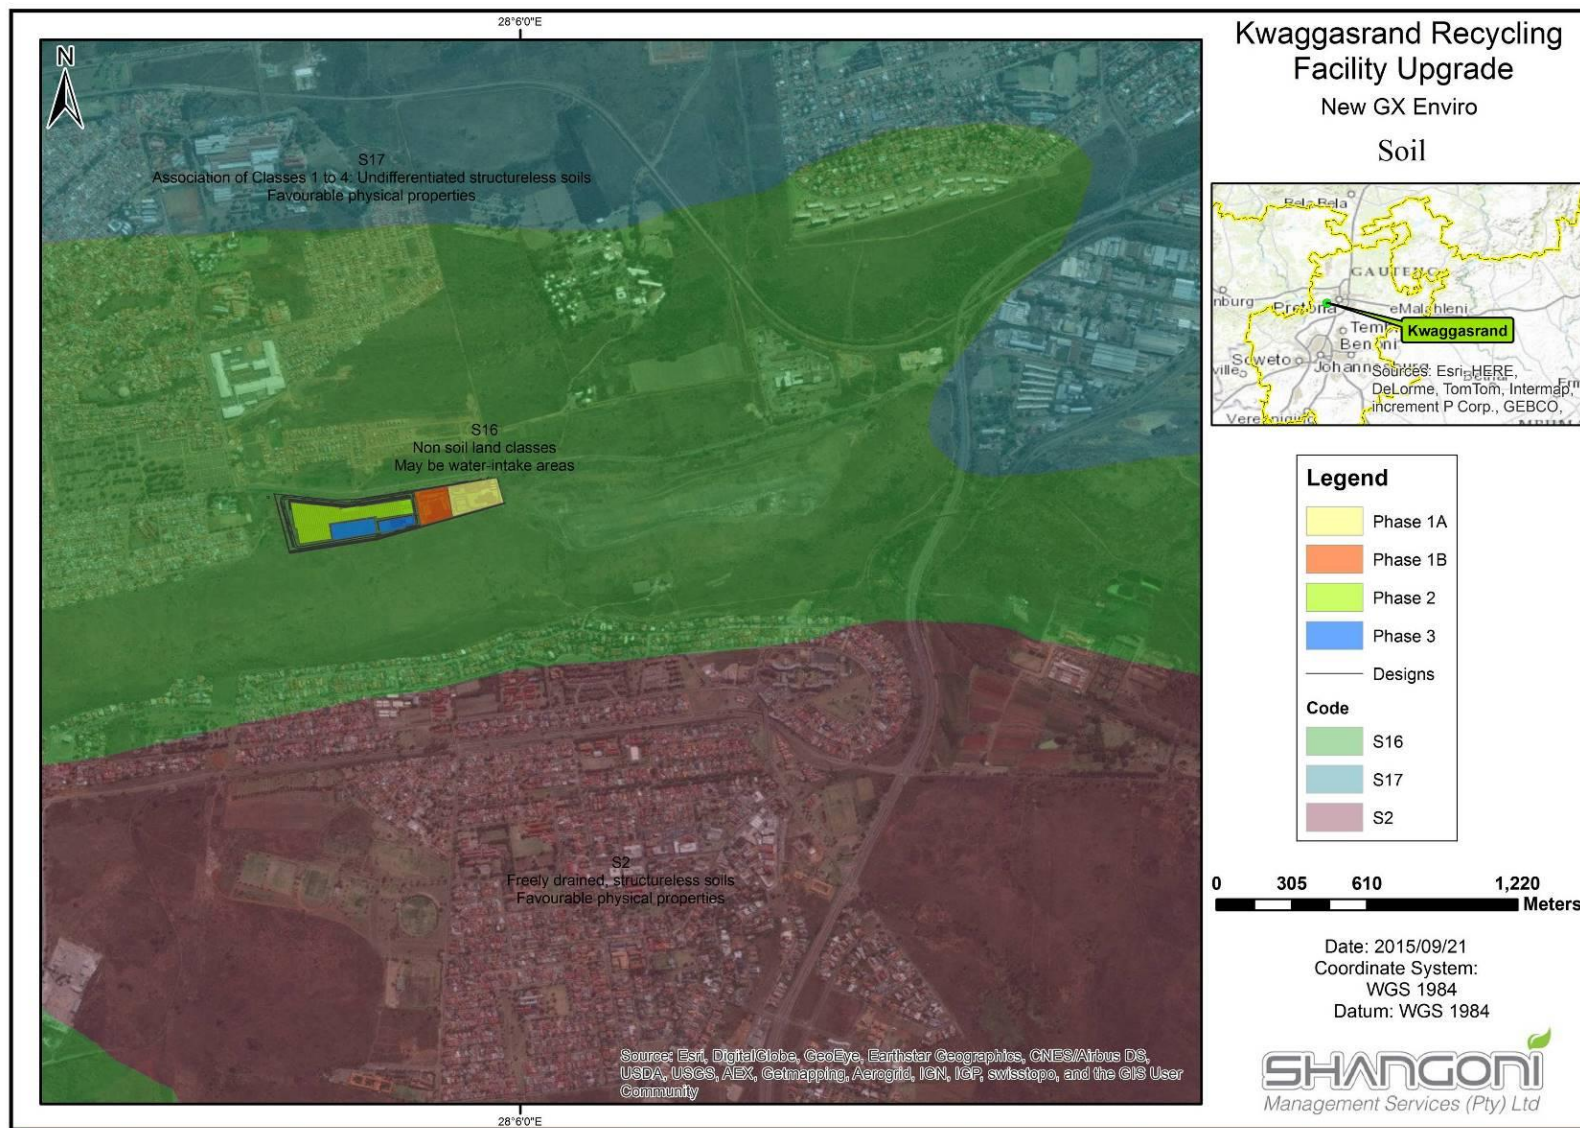 28°6'0"E
N
S17
Association of Classes 1 to 4: Undifferentiated structureless soils
Favourable physical properties
S16
Non soil land classes
May be water-intake areas
S2
Freely drained, structureless soils
Favourable physical properties
Source: Esri, DigitalGlobe, GeoEye, Earthstar Geographics, CNES/Airbus DS,
USDA, USGS, AEX, Getmapping, Aerogrid, IGN, IGP, swisstopo, and the GIS User
Community
28°6'0"E
Kwaggasrand Recycling
Facility Upgrade
New GX Enviro
Soil
Bela Bela
GAUTENG
nburg
Pretoria
eMalahleni
Kwaggasrand
Benoni
Soweto
Johannesburg
ville
Sources: Esri, HERE,
DeLorme, TomTom, Intermap,
increment P Corp., GEBCO,
Vereeniging
Legend
Phase 1A
Phase 1B
Phase 2
Phase 3
Designs
Code
S16
S17
S2
0 305 610 1,220
Meters
Date: 2015/09/21
Coordinate System:
WGS 1984
Datum: WGS 1984
SHANGONI
Management Services (Pty) Ltd